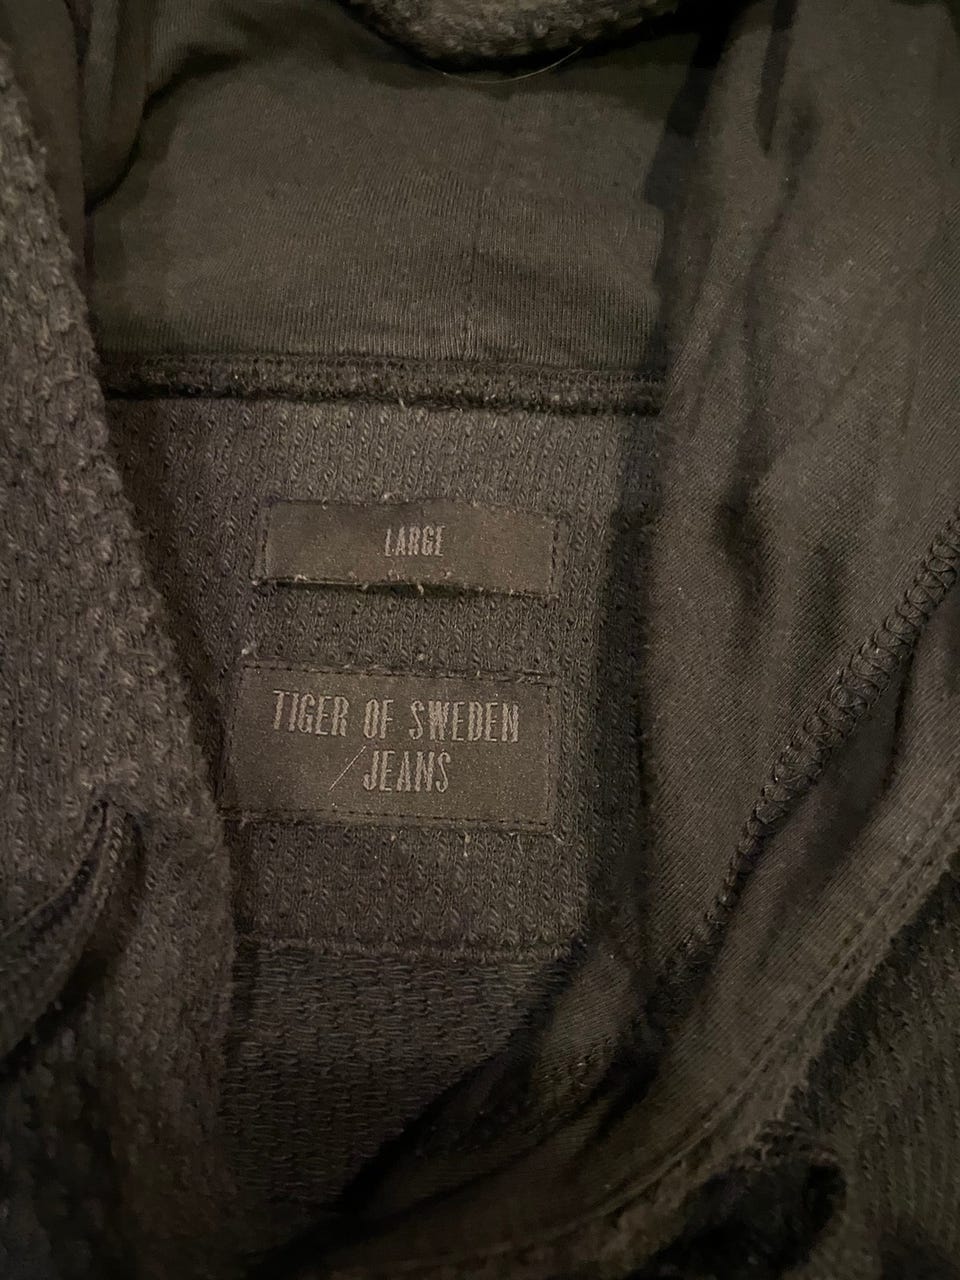 LARGE
TIGER OF SWEDEN
/JEANS